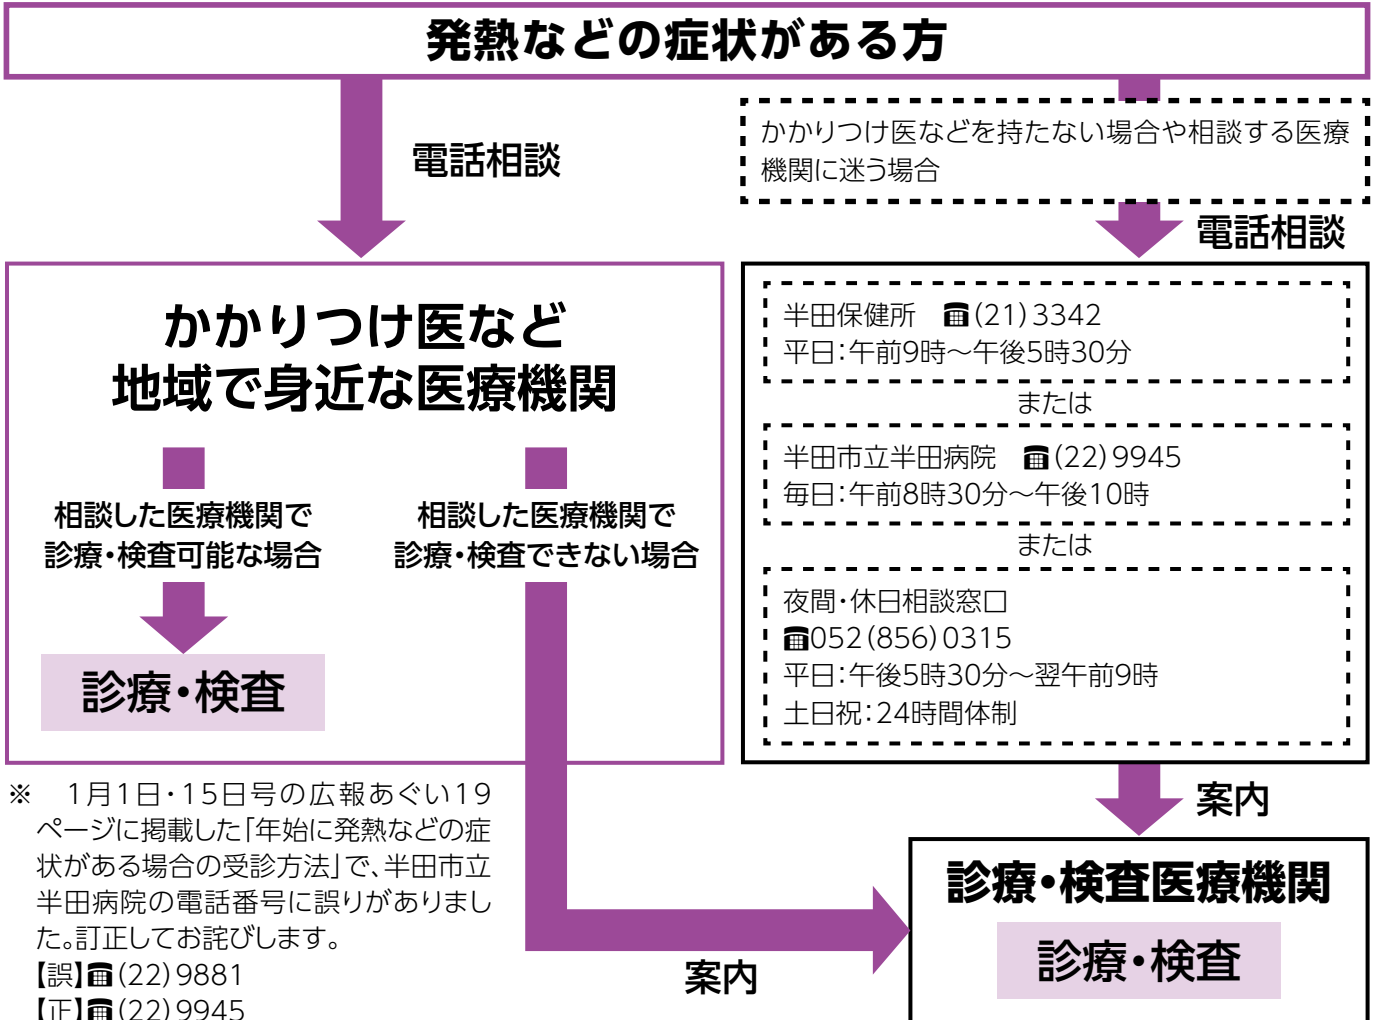 発熱などの症状がある方
電話相談
かかりつけ医などを持たない場合や相談する医療
機関に迷う場合
電話相談
かかりつけ医など
地域で身近な医療機関
相談した医療機関で
診療・検査可能な場合
相談した医療機関で
診療・検査できない場合
診療・検査
半田保健所 ☎(21)3342
平日:午前9時～午後5時30分
または
半田市立半田病院 ☎(22)9945
毎日:午前8時30分～午後10時
または
夜間・休日相談窓口
☎052(856)0315
平日:午後5時30分～翌午前9時
土日祝:24時間体制
案内
※ 1月1日・15日号の広報あぐい19
ページに掲載した「年始に発熱などの症
状がある場合の受診方法」で、半田市立
半田病院の電話番号に誤りがありまし
た。訂正してお詫びします。
【誤】☎(22)9881
【正】☎(22)9945
案内
診療・検査医療機関
診療・検査